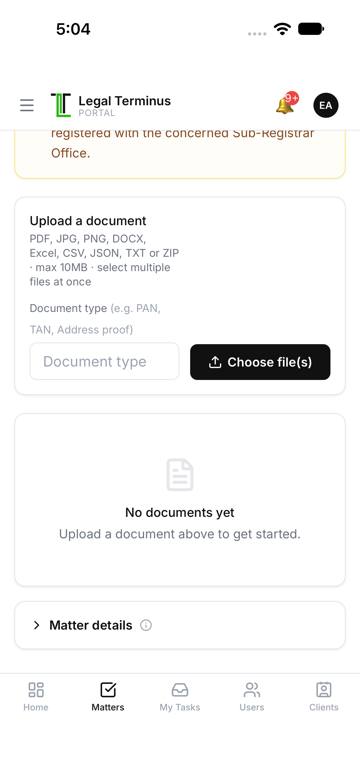 5:04
Legal Terminus
PORTAL
9+
EA
registered with the concerned Sub-Registrar
Office.
Upload a document
PDF, JPG, PNG, DOCX,
Excel, CSV, JSON, TXT or ZIP
· max 10MB · select multiple
files at once
Document type (e.g. PAN,
TAN, Address proof)
Document type
Choose file(s)
No documents yet
Upload a document above to get started.
Matter details
Home
Matters
My Tasks
Users
Clients